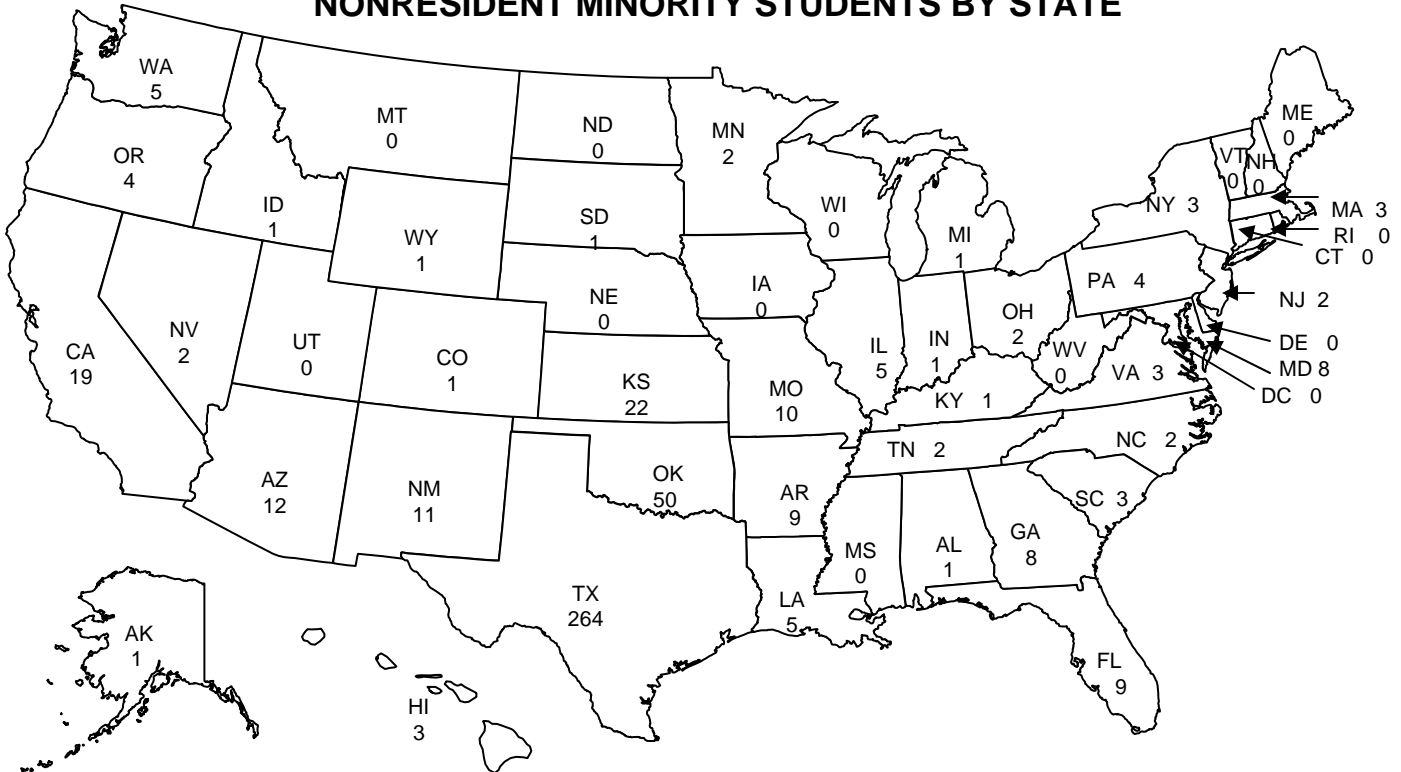 NONRESIDENT MINORITY STUDENTS BY STATE
WA
5
MT
0
ND
0
MN
2
ME
0
OR
4
VT
0
NH
0
ID
1
SD
1
WI
0
NY 3
MA 3
RI 0
CT 0
WY
1
MI
1
IA
0
PA 4
NJ 2
NE
0
OH
2
NV
2
UT
0
CO
1
IL
5
IN
1
WV
0
DE 0
MD 8
DC 0
CA
19
KS
22
MO
10
KY 1
VA 3
TN 2
NC 2
AZ
12
NM
11
OK
50
AR
9
SC 3
MS
0
AL
1
GA
8
TX
264
LA
5
AK
1
FL
9
HI
3